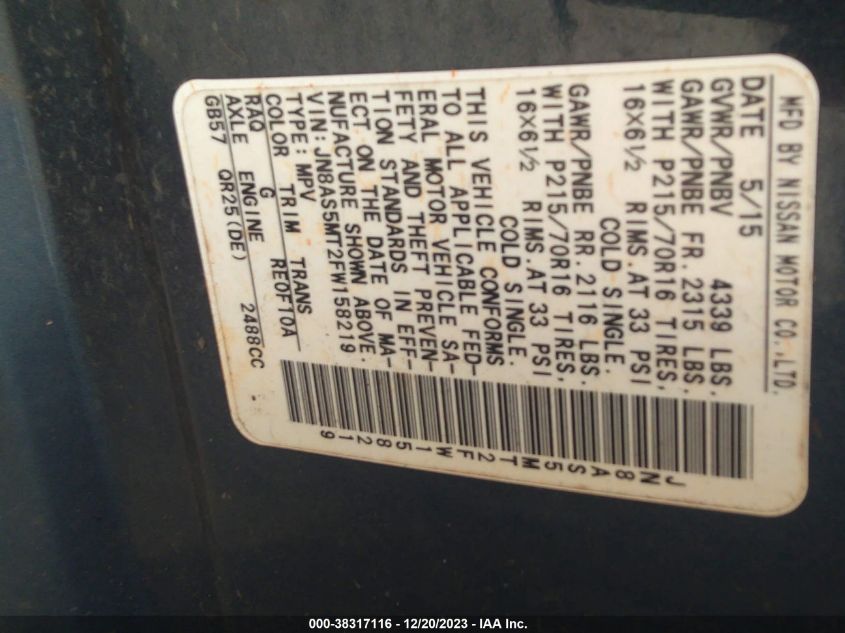 MFD BY NISSAN MOTOR CO.,LTD.
DATE 5/15
GVWR/PNBV 4339 LBS.
GAWR/PNBE FR. 2315 LBS.
WITH P215/70R16 TIRES,
16X6½ RIMS.AT 33 PSI
COLD SINGLE.
GAWR/PNBE RR. 2116 LBS.
WITH P215/70R16 TIRES,
16X6½ RIMS.AT 33 PSI
COLD SINGLE.
THIS VEHICLE CONFORMS
TO ALL APPLICABLE FED-
ERAL MOTOR VEHICLE SA-
FETY AND THEFT PREVEN-
TION STANDARDS IN EFF-
ECT ON THE DATE OF MA-
NUFACTURE SHOWN ABOVE.
VIN:JN8AS5MT2FW158219
TYPE:MPV
COLOR TRIM TRANS
RAQ G RE0F10A
AXLE ENGINE
GB57 QR25(DE) 2488CC
JN8AS5MT2FW158219
000-38317116 - 12/20/2023 - IAA Inc.